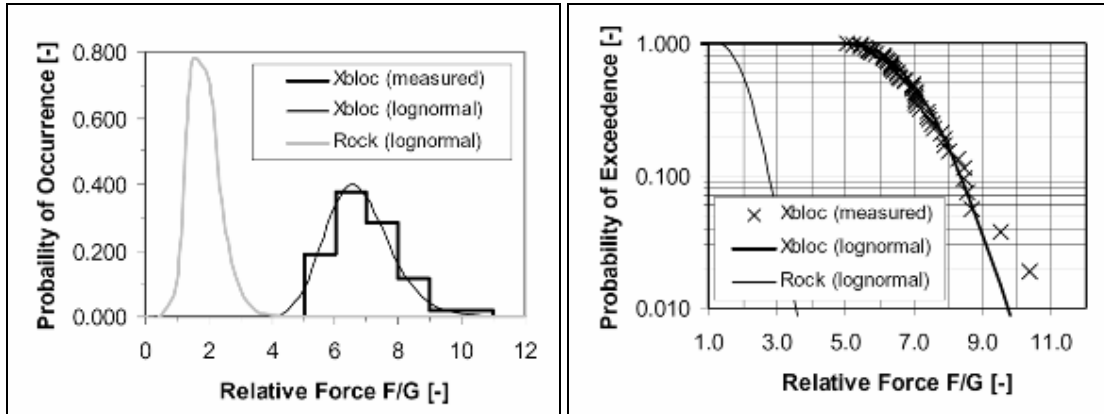 Probability of Occurrence [-]
0.800
0.600
0.400
0.200
0.000
Xbloc (measured)
Xbloc (lognormal)
Rock (lognormal)
0 2 4 6 8 10 12
Relative Force F/G [-]
Probability of Exceedence [-]
1.000
0.100
0.010
Xbloc (measured)
Xbloc (lognormal)
Rock (lognormal)
1.0 3.0 5.0 7.0 9.0 11.0
Relative Force F/G [-]